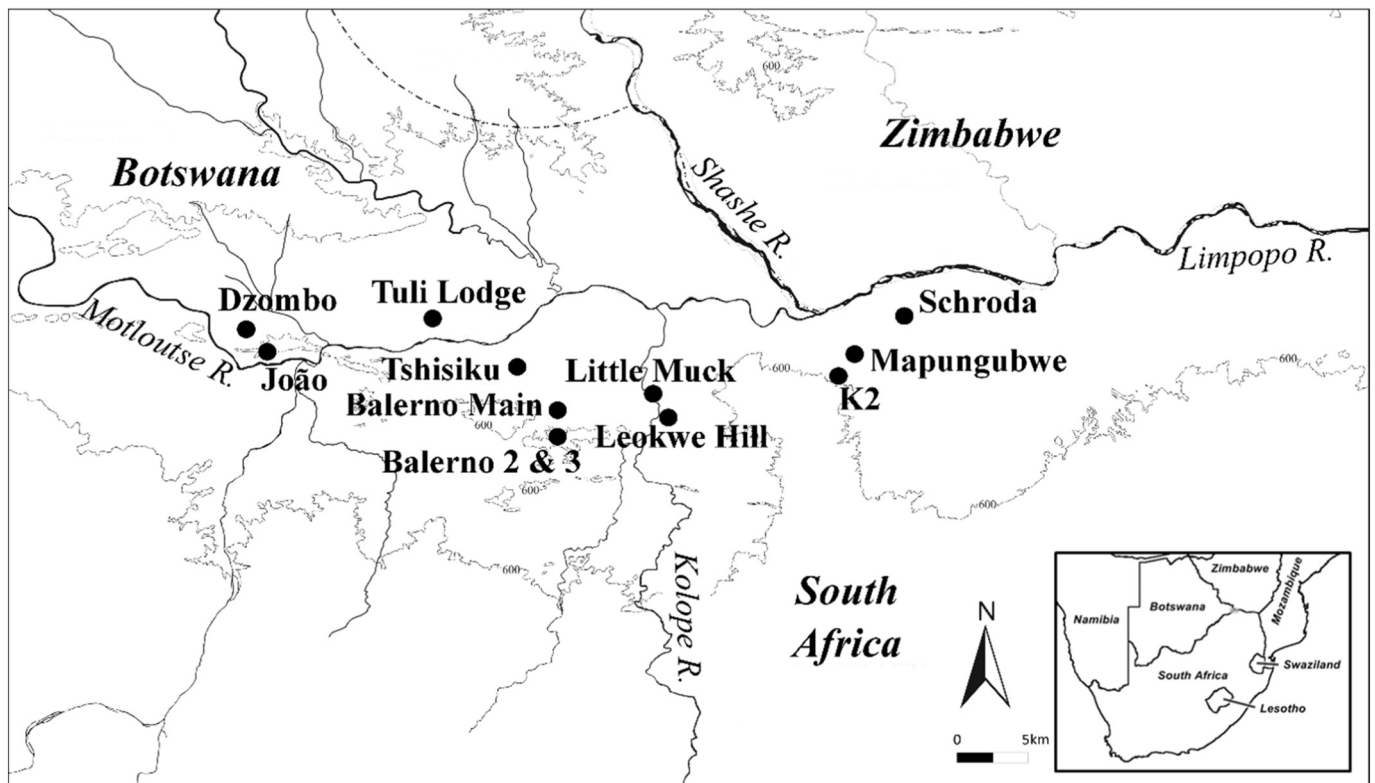 600
Zimbabwe
Botswana
Shashe R.
Limpopo R.
Dzombo
Tuli Lodge
Schroda
Motloutse R.
João
Tshisiku
Little Muck
600
Mapungubwe
Balerno Main
600
K2
Leokwe Hill
Balerno 2 & 3
600
600
600
Kolope R.
South
Africa
N
0 5km
Zimbabwe
Mozambique
Botswana
Namibia
Swaziland
South Africa
Lesotho